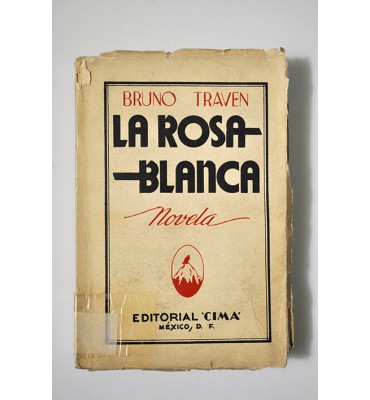 BRUNO TRAVEN
LA ROSA
BLANCA
Novela
EDITORIAL "CIMA"
MÉXICO, D. F.